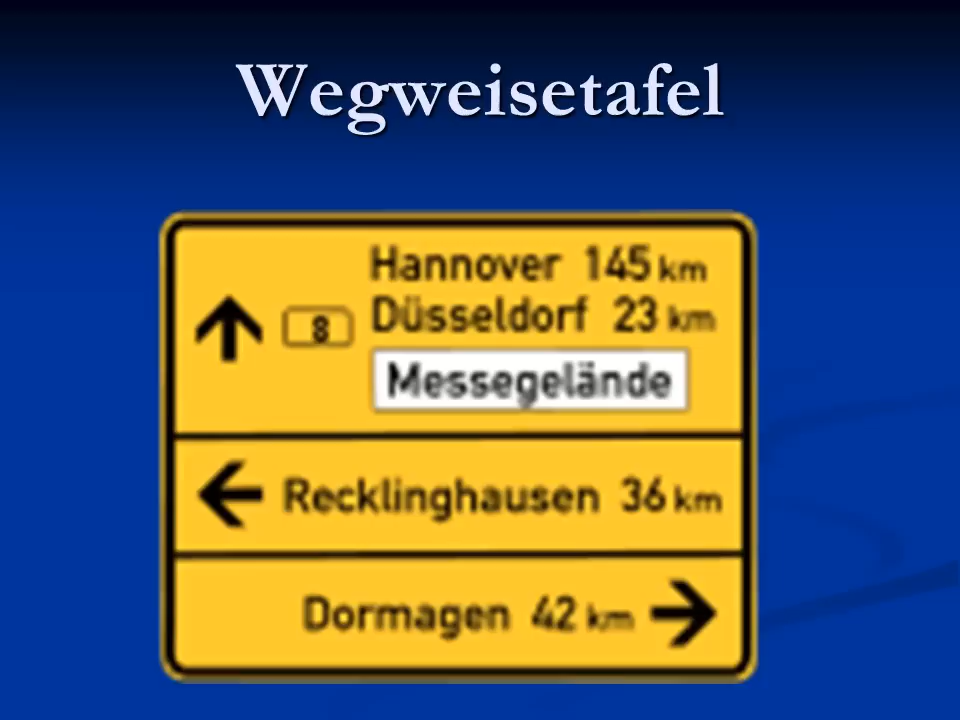 Wegweisetafel
Hannover 145 km
8 Düsseldorf 23 km
Messegelände
Recklinghausen 36 km
Dormagen 42 km